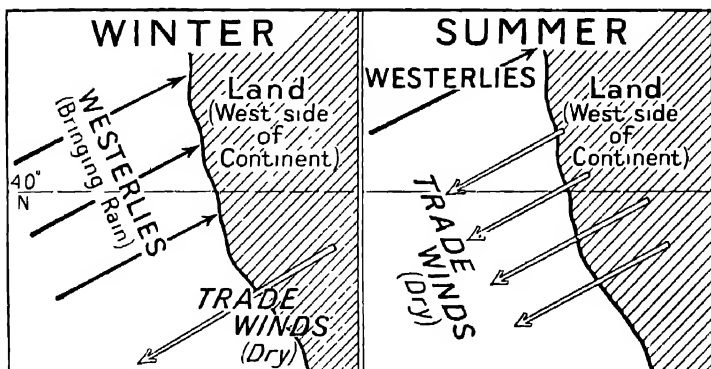 WINTER
WESTERLIES
(Bringing Rain)
Land
(West side
of
Continent)
40°
N
TRADE
WINDS
(Dry)
SUMMER
WESTERLIES
Land
(West side
of
Continent)
TRADE
WINDS
(Dry)